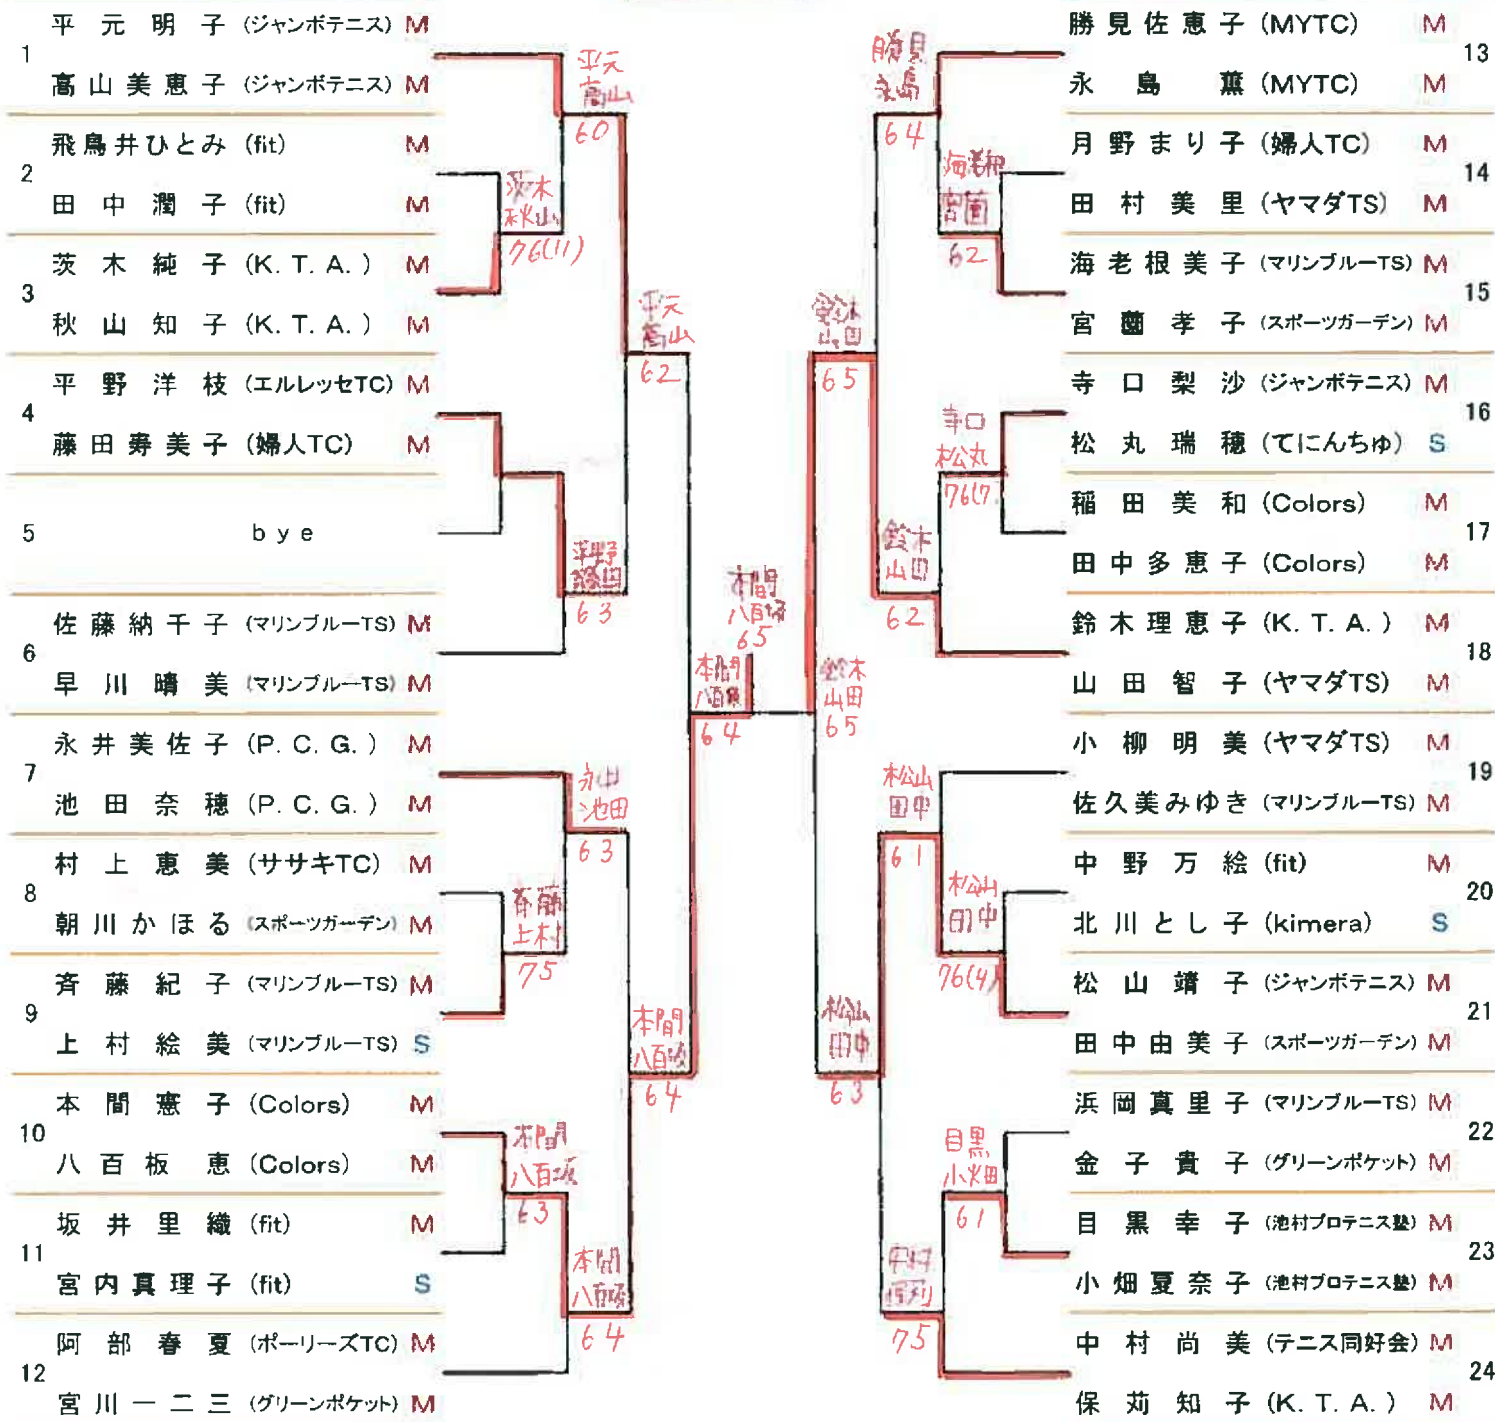 1
平元明子 (ジャンボテニス) M
髙山美恵子 (ジャンボテニス) M
2
飛鳥井ひとみ (fit) M
田中潤子 (fit) M
3
茨木純子 (K.T.A.) M
秋山知子 (K.T.A.) M
4
平野洋枝 (エルレッセTC) M
藤田寿美子 (婦人TC) M
5
bye
6
佐藤納千子 (マリンブルーTS) M
早川晴美 (マリンブルーTS) M
7
永井美佐子 (P.C.G.) M
池田奈穂 (P.C.G.) M
8
村上恵美 (ササキTC) M
朝川かほる (スポーツガーデン) M
9
斉藤紀子 (マリンブルーTS) M
上村絵美 (マリンブルーTS) S
10
本間憲子 (Colors) M
八百板恵 (Colors) M
11
坂井里織 (fit) M
宮内真理子 (fit) S
12
阿部春夏 (ポーリーズTC) M
宮川一二三 (グリーンポケット) M
平元
髙山
60
茨木
秋山
76(11)
平元
髙山
62
平野
藤田
63
永井
池田
63
斉藤
上村
75
本間
八百板
64
本間
八百板
63
本間
八百板
64
本間
八百板
64
本間
八百板
65
鈴木
山田
65
鈴木
山田
65
勝見
永島
64
海老根
宮薗
62
寺口
松丸
76(7
鈴木
山田
62
松山
田中
61
松山
田中
76(4)
松山
田中
63
目黒
小畑
61
中村
保苅
75
勝見佐恵子 (MYTC) M
永島薫 (MYTC) M
13
月野まり子 (婦人TC) M
田村美里 (ヤマダTS) M
14
海老根美子 (マリンブルーTS) M
宮薗孝子 (スポーツガーデン) M
15
寺口梨沙 (ジャンボテニス) M
松丸瑞穂 (てにんちゅ) S
16
稲田美和 (Colors) M
田中多恵子 (Colors) M
17
鈴木理恵子 (K.T.A.) M
山田智子 (ヤマダTS) M
18
小柳明美 (ヤマダTS) M
佐久美みゆき (マリンブルーTS) M
19
中野万絵 (fit) M
北川とし子 (kimera) S
20
松山靖子 (ジャンボテニス) M
田中由美子 (スポーツガーデン) M
21
浜岡真里子 (マリンブルーTS) M
金子貴子 (グリーンポケット) M
22
目黒幸子 (池村プロテニス塾) M
小畑夏奈子 (池村プロテニス塾) M
23
中村尚美 (テニス同好会) M
保苅知子 (K.T.A.) M
24